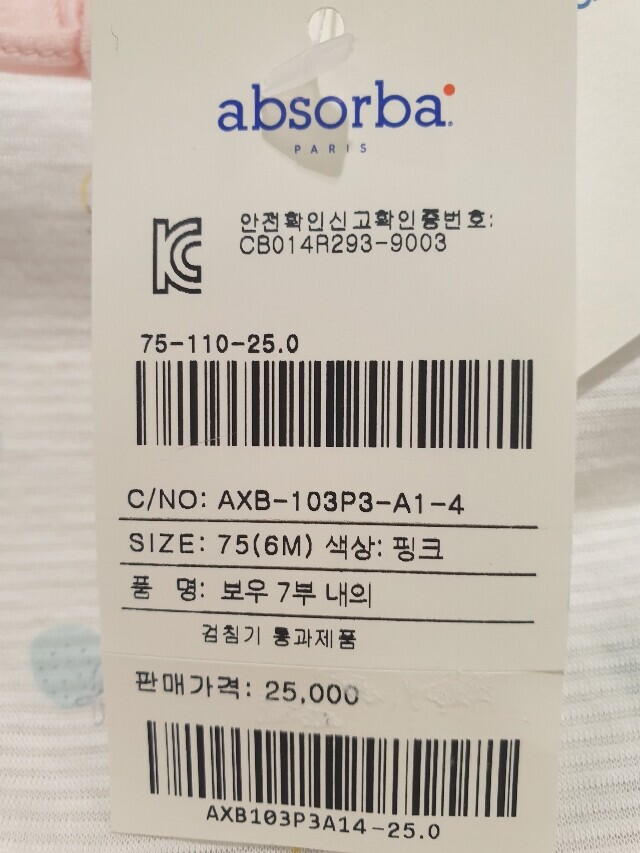 absorba
PARIS
안전확인신고확인증번호:
CB014R293-9003
75-110-25.0
C/NO: AXB-103P3-A1-4
SIZE: 75(6M) 색상: 핑크
품 명: 보우 7부 내의
검침기 통과제품
판매가격: 25,000
AXB103P3A14-25.0